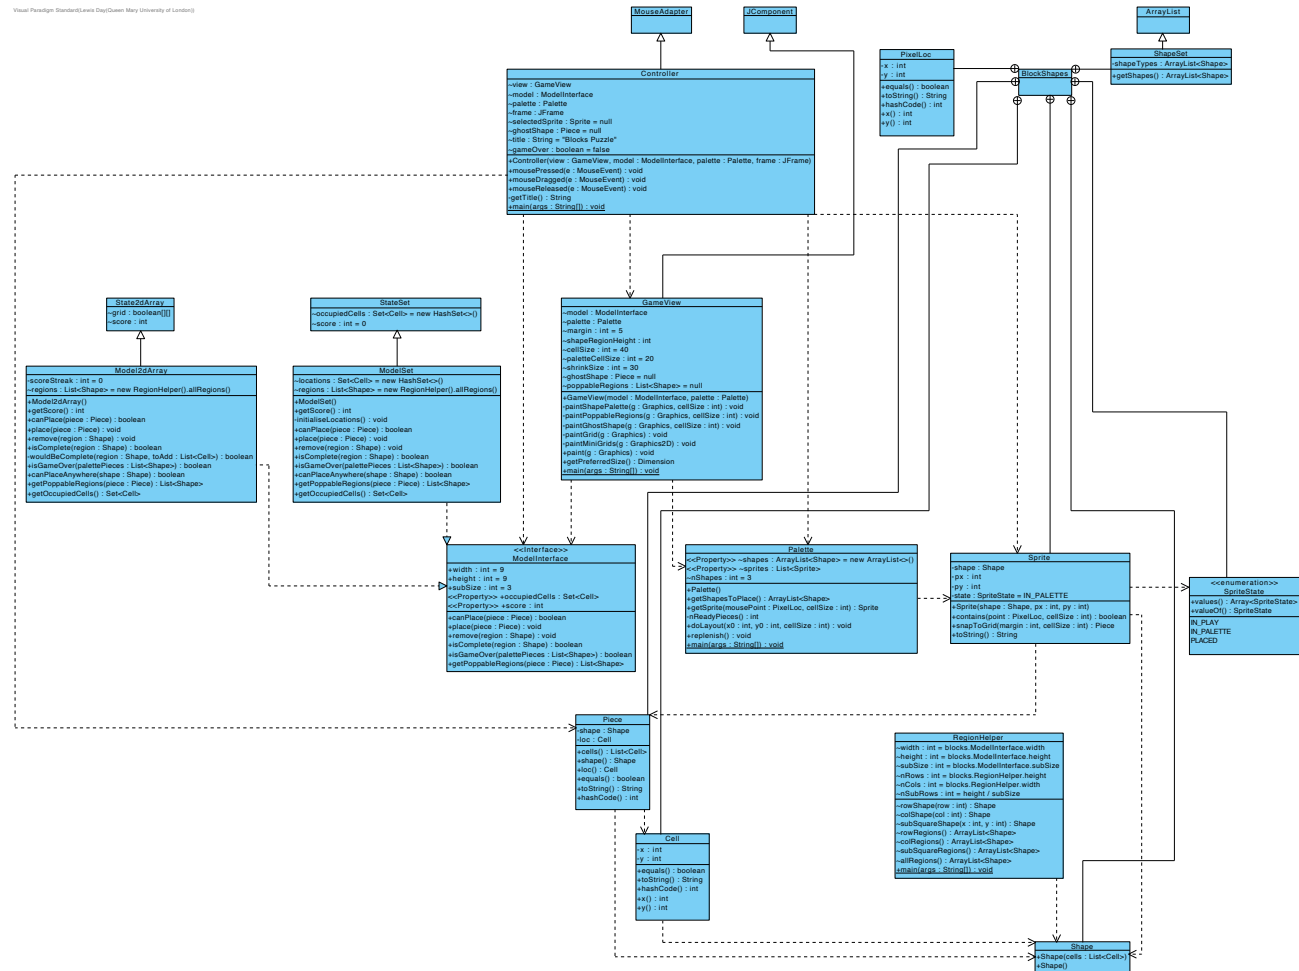 Visual Paradigm Standard(Lewis Day(Queen Mary University of London))
MouseAdapter
JComponent
ArrayList
PixelLoc
-x : int
-y : int
+equals() : boolean
+toString() : String
+hashCode() : int
+x() : int
+y() : int
BlockShapes
ShapeSet
-shapeTypes : ArrayList<Shape>
+getShapes() : ArrayList<Shape>
Controller
~view : GameView
~model : ModelInterface
~palette : Palette
~frame : JFrame
~selectedSprite : Sprite = null
~ghostShape : Piece = null
~title : String = "Blocks Puzzle"
~gameOver : boolean = false
+Controller(view : GameView, model : ModelInterface, palette : Palette, frame : JFrame)
+mousePressed(e : MouseEvent) : void
+mouseDragged(e : MouseEvent) : void
+mouseReleased(e : MouseEvent) : void
-getTitle() : String
+main(args : String[]) : void
State2dArray
~grid : boolean[][]
~score : int
StateSet
~occupiedCells : Set<Cell> = new HashSet<>()
~score : int = 0
GameView
~model : ModelInterface
~palette : Palette
~margin : int = 5
~shapeRegionHeight : int
~cellSize : int = 40
~paletteCellSize : int = 20
~shrinkSize : int = 30
~ghostShape : Piece = null
~poppableRegions : List<Shape> = null
+GameView(model : ModelInterface, palette : Palette)
-paintShapePalette(g : Graphics, cellSize : int) : void
-paintPoppableRegions(g : Graphics, cellSize : int) : void
-paintGhostShape(g : Graphics, cellSize : int) : void
-paintGrid(g : Graphics) : void
-paintMiniGrids(g : Graphics2D) : void
+paint(g : Graphics) : void
+getPreferredSize() : Dimension
+main(args : String[]) : void
Model2dArray
-scoreStreak : int = 0
~regions : List<Shape> = new RegionHelper().allRegions()
+Model2dArray()
+getScore() : int
+canPlace(piece : Piece) : boolean
+place(piece : Piece) : void
+remove(region : Shape) : void
+isComplete(region : Shape) : boolean
-wouldBeComplete(region : Shape, toAdd : List<Cell>) : boolean
+isGameOver(palettePieces : List<Shape>) : boolean
+canPlaceAnywhere(shape : Shape) : boolean
+getPoppableRegions(piece : Piece) : List<Shape>
+getOccupiedCells() : Set<Cell>
ModelSet
~locations : Set<Cell> = new HashSet<>()
~regions : List<Shape> = new RegionHelper().allRegions()
+ModelSet()
+getScore() : int
-initialiseLocations() : void
+canPlace(piece : Piece) : boolean
+place(piece : Piece) : void
+remove(region : Shape) : void
+isComplete(region : Shape) : boolean
+isGameOver(palettePieces : List<Shape>) : boolean
+canPlaceAnywhere(shape : Shape) : boolean
+getPoppableRegions(piece : Piece) : List<Shape>
+getOccupiedCells() : Set<Cell>
<<Interface>>
ModelInterface
+width : int = 9
+height : int = 9
+subSize : int = 3
<<Property>> +occupiedCells : Set<Cell>
<<Property>> +score : int
+canPlace(piece : Piece) : boolean
+place(piece : Piece) : void
+remove(region : Shape) : void
+isComplete(region : Shape) : boolean
+isGameOver(palettePieces : List<Shape>) : boolean
+getPoppableRegions(piece : Piece) : List<Shape>
Palette
<<Property>> ~shapes : ArrayList<Shape> = new ArrayList<>()
<<Property>> ~sprites : List<Sprite>
~nShapes : int = 3
+Palette()
+getShapesToPlace() : ArrayList<Shape>
+getSprite(mousePoint : PixelLoc, cellSize : int) : Sprite
-nReadyPieces() : int
+doLayout(x0 : int, y0 : int, cellSize : int) : void
+replenish() : void
+main(args : String[]) : void
Sprite
-shape : Shape
-px : int
-py : int
-state : SpriteState = IN_PALETTE
+Sprite(shape : Shape, px : int, py : int)
+contains(point : PixelLoc, cellSize : int) : boolean
+snapToGrid(margin : int, cellSize : int) : Piece
+toString() : String
<<enumeration>>
SpriteState
+values() : Array<SpriteState>
+valueOf() : SpriteState
IN_PLAY
IN_PALETTE
PLACED
Piece
-shape : Shape
-loc : Cell
+cells() : List<Cell>
+shape() : Shape
+loc() : Cell
+equals() : boolean
+toString() : String
+hashCode() : int
RegionHelper
~width : int = blocks.ModelInterface.width
~height : int = blocks.ModelInterface.height
~subSize : int = blocks.ModelInterface.subSize
~nRows : int = blocks.RegionHelper.height
~nCols : int = blocks.RegionHelper.width
~nSubRows : int = height / subSize
~rowShape(row : int) : Shape
~colShape(col : int) : Shape
~subSquareShape(x : int, y : int) : Shape
~rowRegions() : ArrayList<Shape>
~colRegions() : ArrayList<Shape>
~subSquareRegions() : ArrayList<Shape>
~allRegions() : ArrayList<Shape>
+main(args : String[]) : void
Cell
-x : int
-y : int
+equals() : boolean
+toString() : String
+hashCode() : int
+x() : int
+y() : int
Shape
+Shape(cells : List<Cell>)
+Shape()